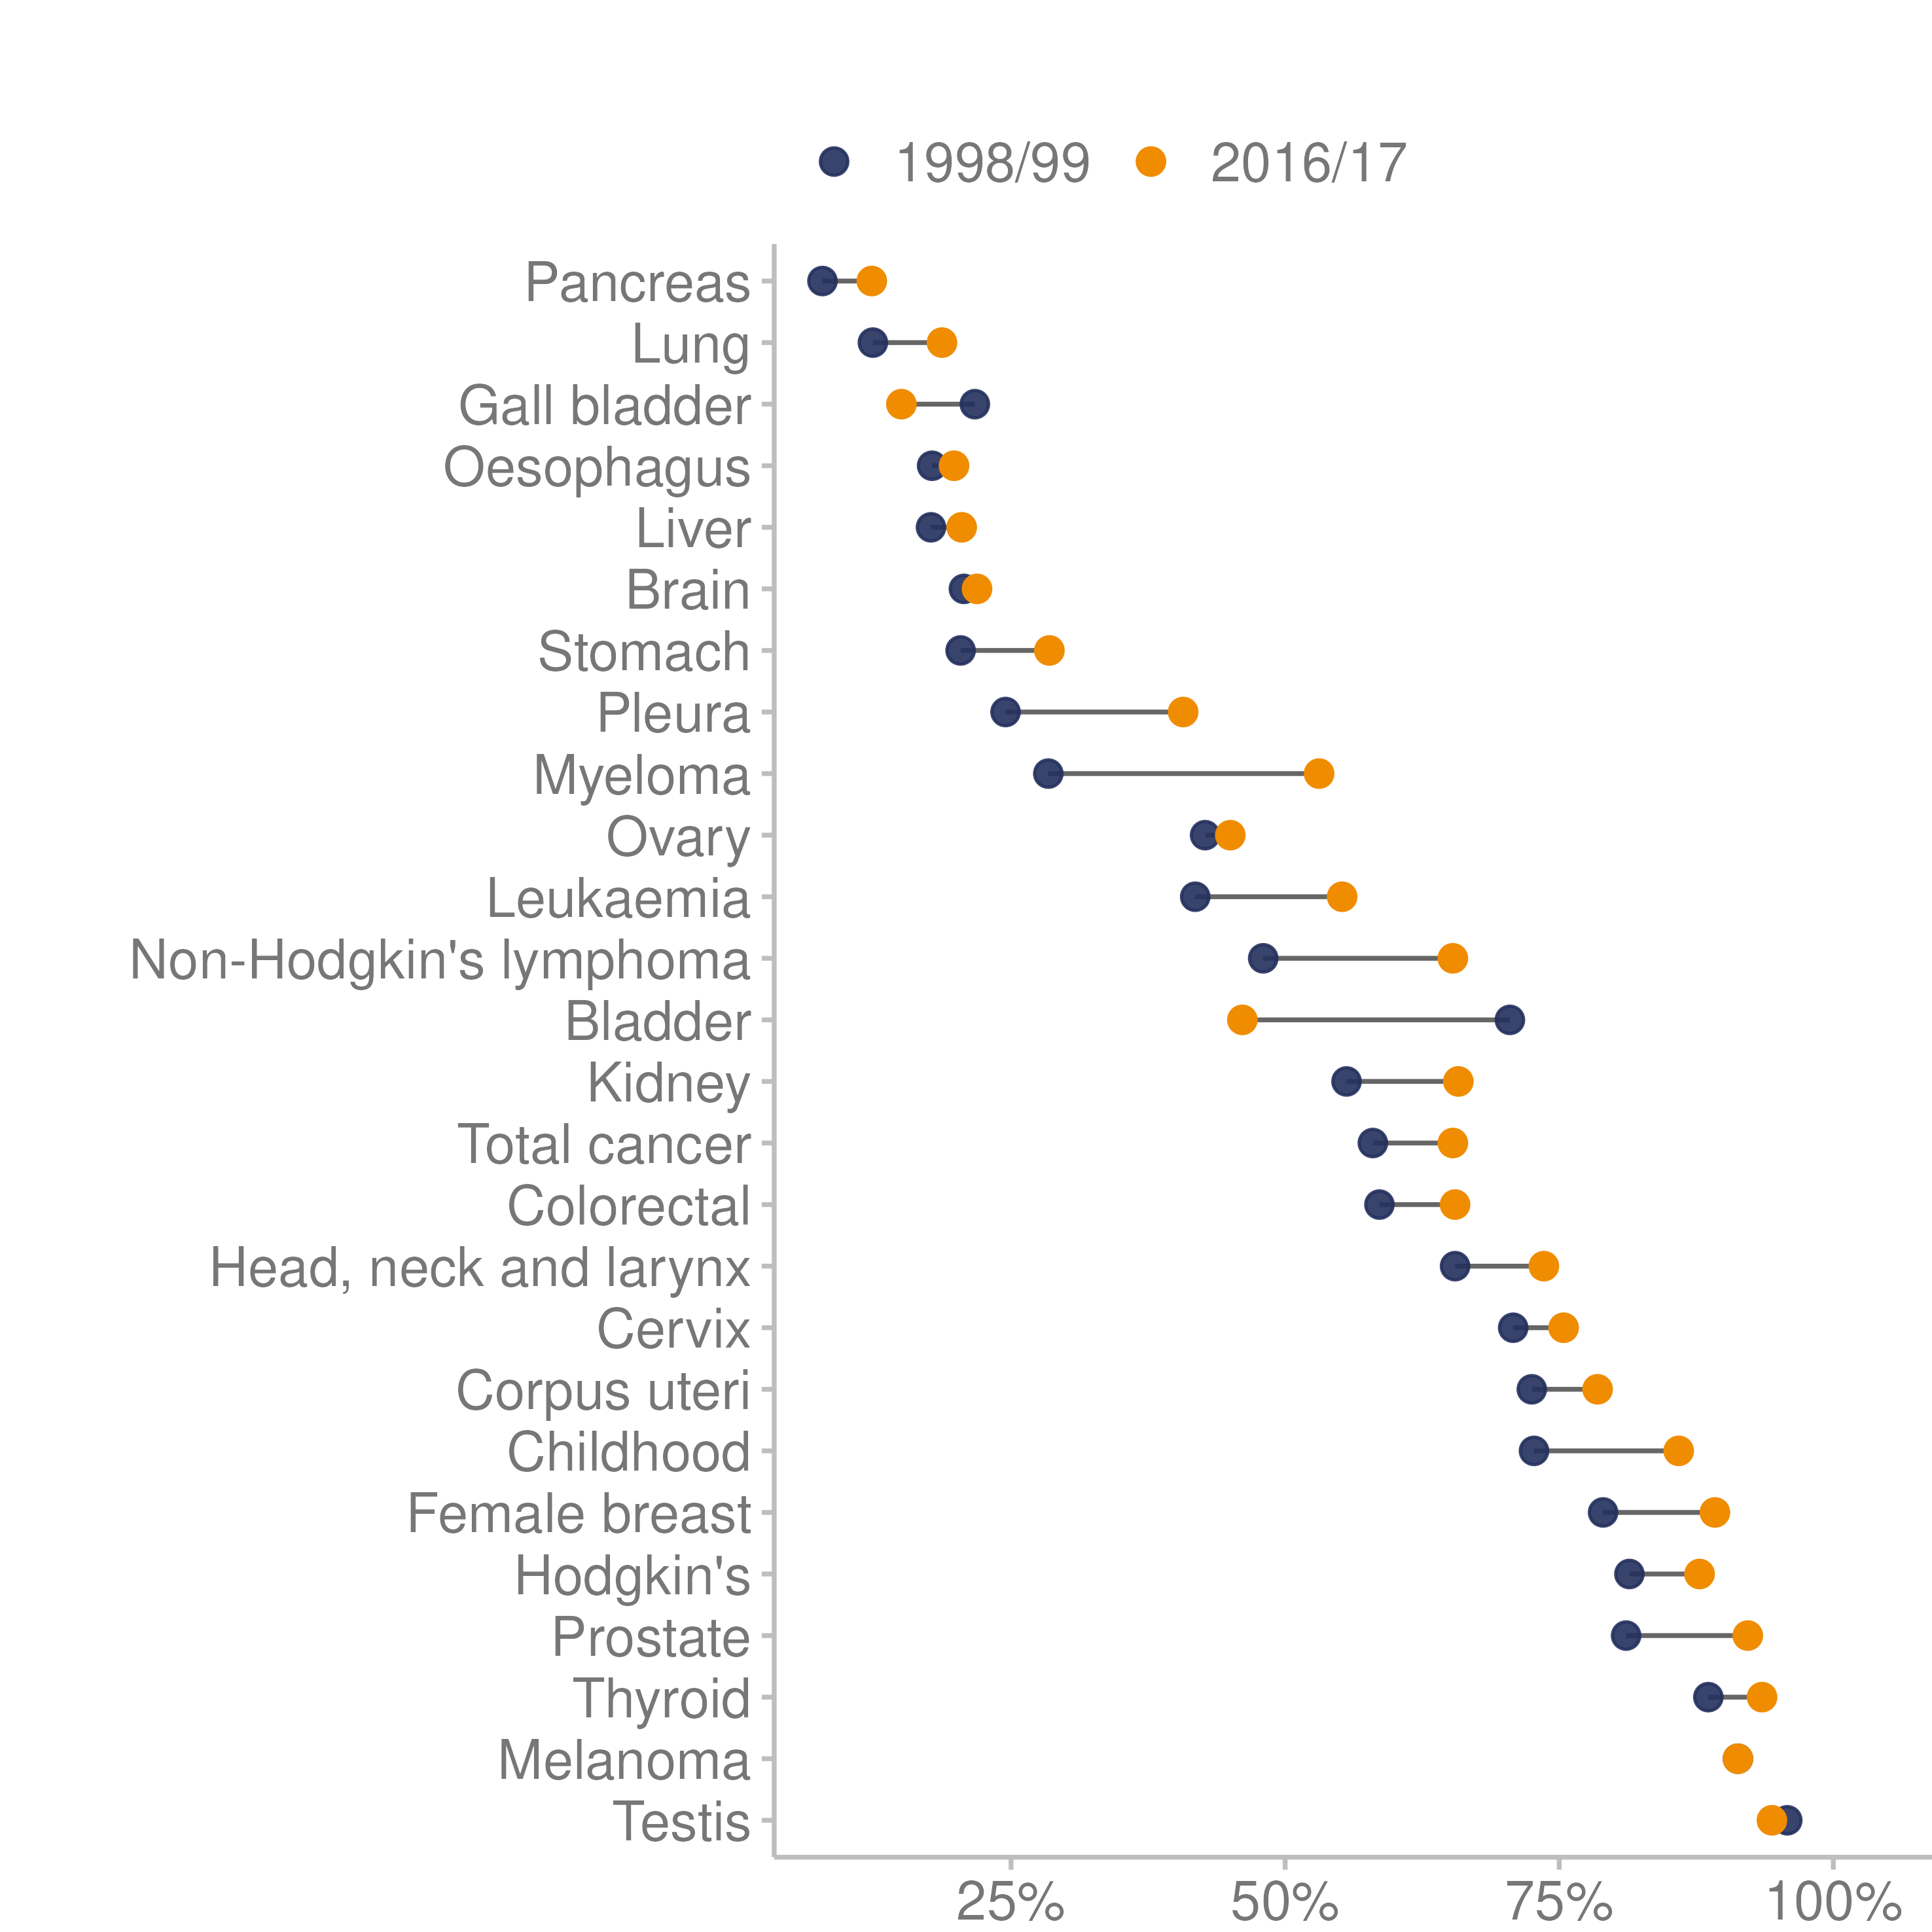 1998/99 2016/17
Pancreas
Lung
Gall bladder
Oesophagus
Liver
Brain
Stomach
Pleura
Myeloma
Ovary
Leukaemia
Non-Hodgkin's lymphoma
Bladder
Kidney
Total cancer
Colorectal
Head, neck and larynx
Cervix
Corpus uteri
Childhood
Female breast
Hodgkin's
Prostate
Thyroid
Melanoma
Testis
25% 50% 75% 100%